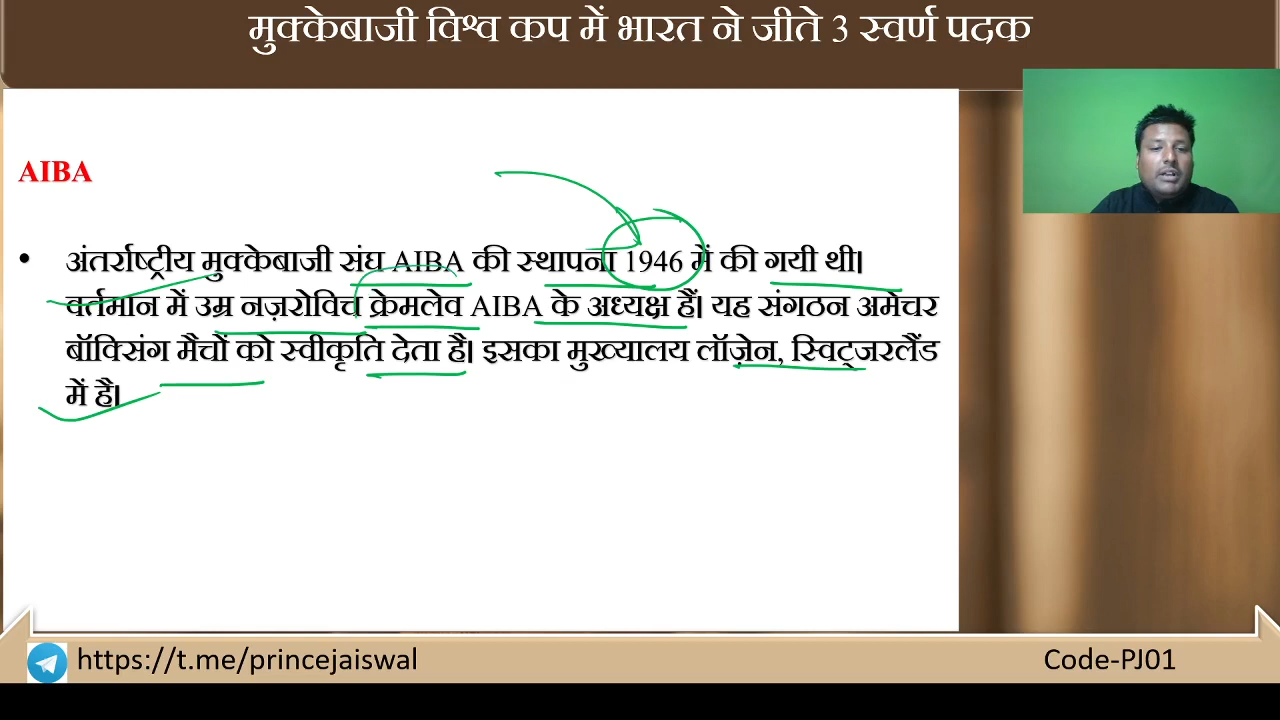 मुक्केबाजी विश्व कप में भारत ने जीते 3 स्वर्ण पदक
AIBA
• अंतर्राष्ट्रीय मुक्केबाजी संघ AIBA की स्थापना 1946 में की गयी थी।
वर्तमान में उम्र नज़रोविच क्रेमलेव AIBA के अध्यक्ष हैं। यह संगठन अमेचर
बॉक्सिंग मैचों को स्वीकृति देता है। इसका मुख्यालय लॉज़ेन, स्विट्जरलैंड
में है।
https://t.me/princejaiswal
Code-PJ01